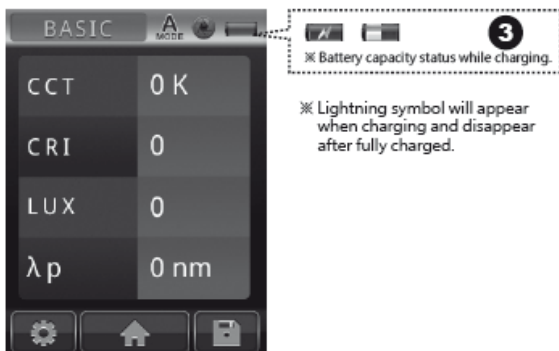 BASIC A MODE
CCT 0 K
CRI 0
LUX 0
λp 0 nm
3
※ Battery capacity status while charging.
※ Lightning symbol will appear
when charging and disappear
after fully charged.